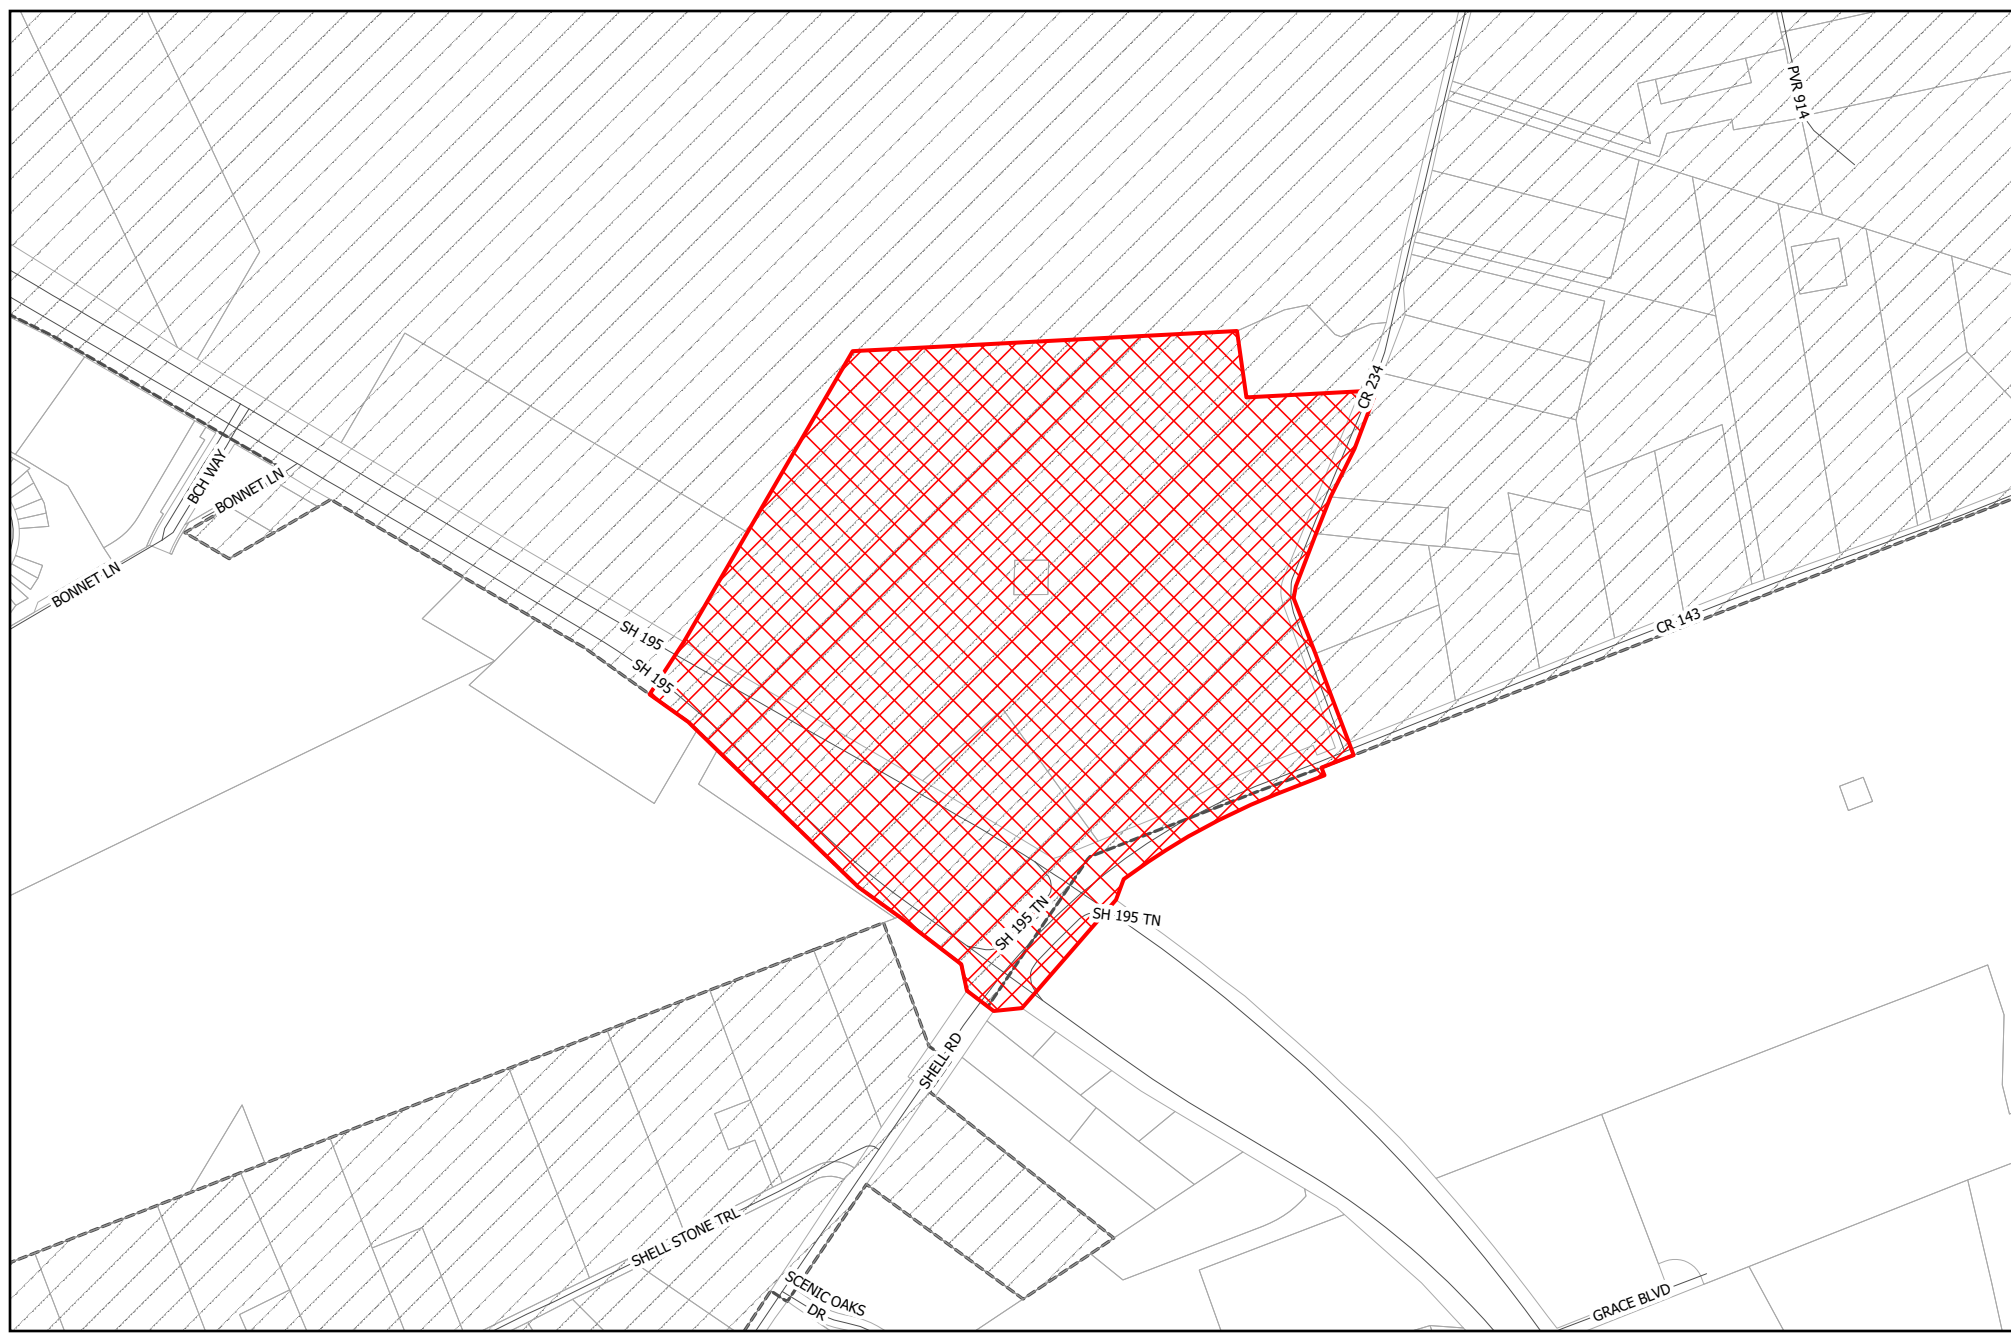 PVR 914
CR 234
BCH WAY
BONNET LN
BONNET LN
SH 195
SH 195
CR 143
SH 195 TN
SH 195 TN
SHELL RD
SHELL STONE TRL
SCENIC OAKS
DR
GRACE BLVD